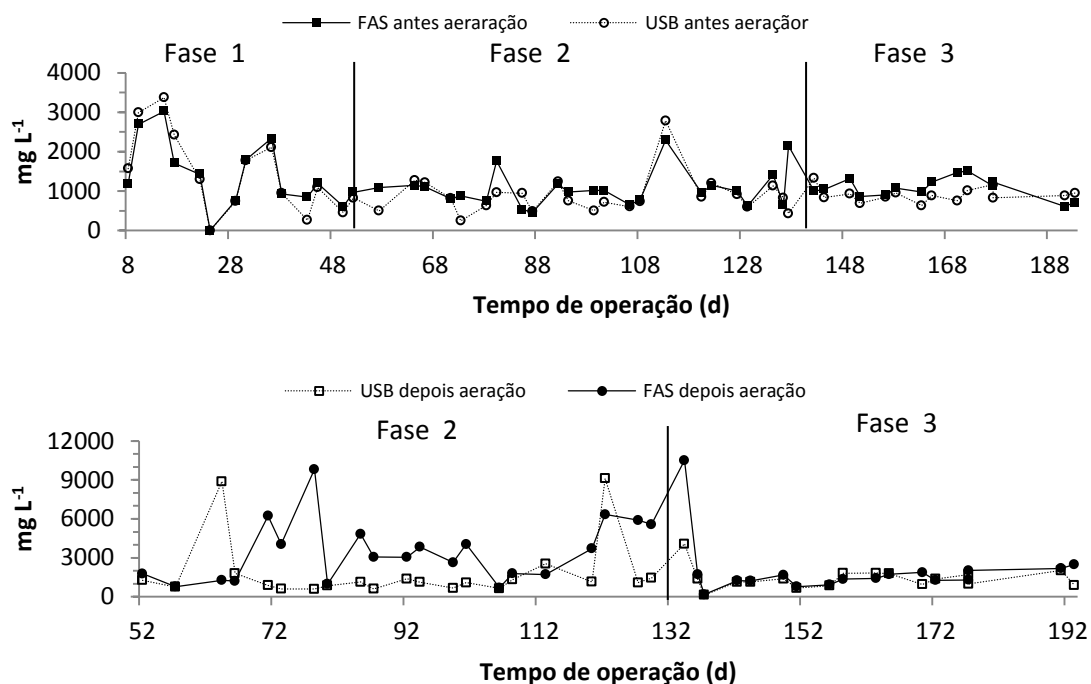 FAS antes aeraração USB antes aeraçãor
Fase 1 Fase 2 Fase 3
4000
3000
2000
1000
0
mg L-1
8 28 48 68 88 108 128 148 168 188
Tempo de operação (d)
USB depois aeração FAS depois aeração
Fase 2 Fase 3
12000
9000
6000
3000
0
mg L-1
52 72 92 112 132 152 172 192
Tempo de operação (d)